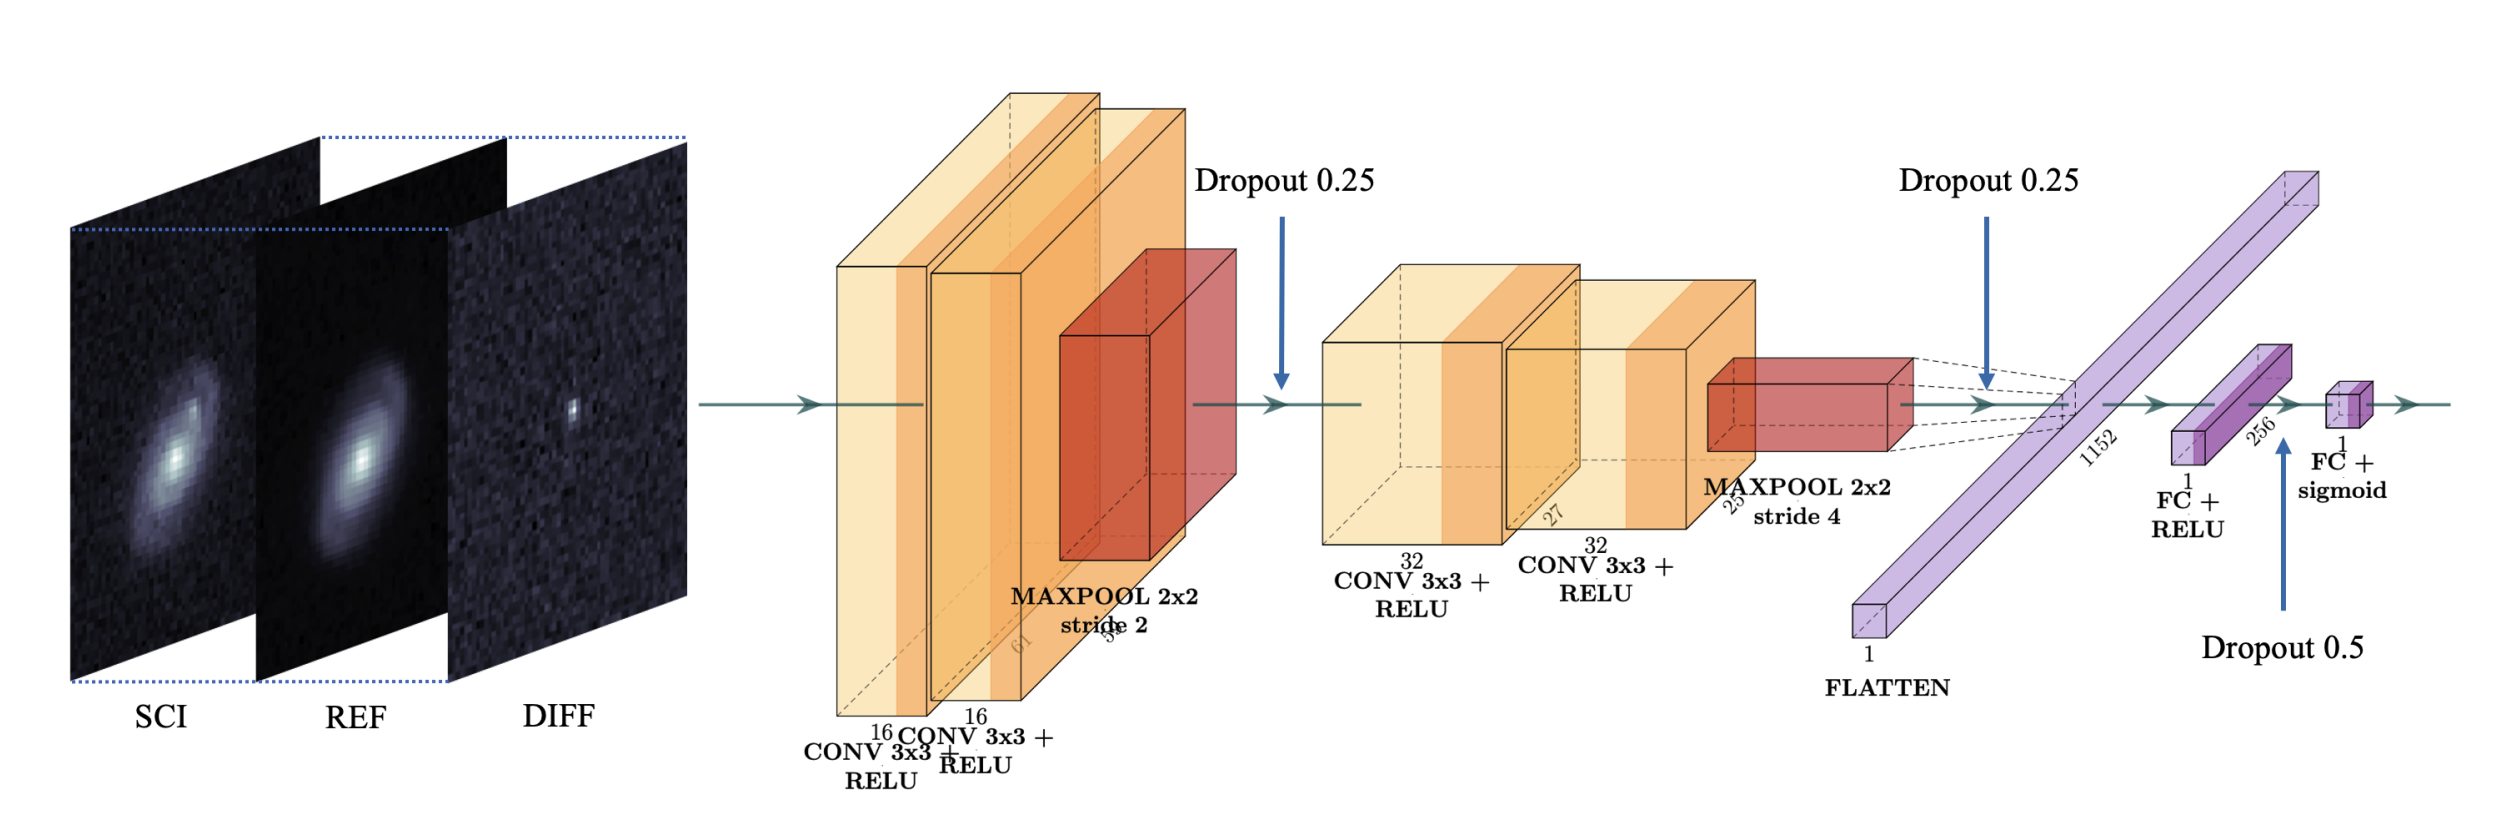 SCI
REF
DIFF
16
CONV 3x3 +
RELU
61
16
CONV 3x3 +
RELU
59
MAXPOOL 2x2
stride 2
Dropout 0.25
32
CONV 3x3 +
RELU
27
32
CONV 3x3 +
RELU
25
MAXPOOL 2x2
stride 4
Dropout 0.25
1
FLATTEN
1152
1
FC +
RELU
256
Dropout 0.5
1
FC +
sigmoid